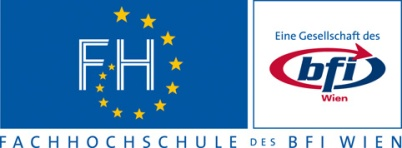 FH
Eine Gesellschaft des
bfi
Wien
FACHHOCHSCHULE DES BFI WIEN